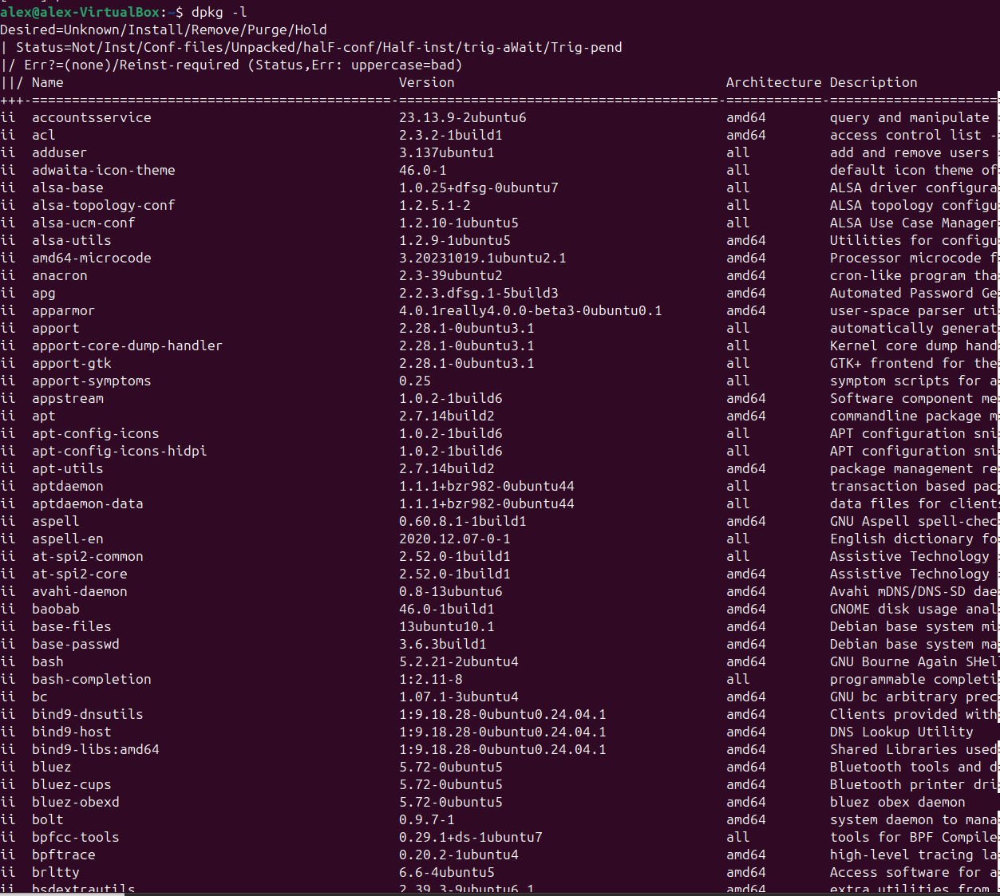 alex@alex-VirtualBox:~$ dpkg -l
Desired=Unknown/Install/Remove/Purge/Hold
| Status=Not/Inst/Conf-files/Unpacked/halF-conf/Half-inst/trig-aWait/Trig-pend
|/ Err?=(none)/Reinst-required (Status,Err: uppercase=bad)
||/ Name Version Architecture Description
+++-=============================================-========================================-============-=====================
ii accountsservice 23.13.9-2ubuntu6 amd64 query and manipulate >
ii acl 2.3.2-1build1 amd64 access control list ->
ii adduser 3.137ubuntu1 all add and remove users >
ii adwaita-icon-theme 46.0-1 all default icon theme of>
ii alsa-base 1.0.25+dfsg-0ubuntu7 all ALSA driver configura>
ii alsa-topology-conf 1.2.5.1-2 all ALSA topology configu>
ii alsa-ucm-conf 1.2.10-1ubuntu5 all ALSA Use Case Manager>
ii alsa-utils 1.2.9-1ubuntu5 amd64 Utilities for configu>
ii amd64-microcode 3.20231019.1ubuntu2.1 amd64 Processor microcode f>
ii anacron 2.3-39ubuntu2 amd64 cron-like program tha>
ii apg 2.2.3.dfsg.1-5build3 amd64 Automated Password Ge>
ii apparmor 4.0.1really4.0.0-beta3-0ubuntu0.1 amd64 user-space parser uti>
ii apport 2.28.1-0ubuntu3.1 all automatically generat>
ii apport-core-dump-handler 2.28.1-0ubuntu3.1 all Kernel core dump hand>
ii apport-gtk 2.28.1-0ubuntu3.1 all GTK+ frontend for the>
ii apport-symptoms 0.25 all symptom scripts for a>
ii appstream 1.0.2-1build6 amd64 Software component me>
ii apt 2.7.14build2 amd64 commandline package m>
ii apt-config-icons 1.0.2-1build6 all APT configuration sni>
ii apt-config-icons-hidpi 1.0.2-1build6 all APT configuration sni>
ii apt-utils 2.7.14build2 amd64 package management re>
ii aptdaemon 1.1.1+bzr982-0ubuntu44 all transaction based pac>
ii aptdaemon-data 1.1.1+bzr982-0ubuntu44 all data files for clients>
ii aspell 0.60.8.1-1build1 amd64 GNU Aspell spell-chec>
ii aspell-en 2020.12.07-0-1 all English dictionary fo>
ii at-spi2-common 2.52.0-1build1 all Assistive Technology >
ii at-spi2-core 2.52.0-1build1 amd64 Assistive Technology >
ii avahi-daemon 0.8-13ubuntu6 amd64 Avahi mDNS/DNS-SD dae>
ii baobab 46.0-1build1 amd64 GNOME disk usage anal>
ii base-files 13ubuntu10.1 amd64 Debian base system mi>
ii base-passwd 3.6.3build1 amd64 Debian base system ma>
ii bash 5.2.21-2ubuntu4 amd64 GNU Bourne Again SHell
ii bash-completion 1:2.11-8 all programmable completi>
ii bc 1.07.1-3ubuntu4 amd64 GNU bc arbitrary prec>
ii bind9-dnsutils 1:9.18.28-0ubuntu0.24.04.1 amd64 Clients provided with>
ii bind9-host 1:9.18.28-0ubuntu0.24.04.1 amd64 DNS Lookup Utility
ii bind9-libs:amd64 1:9.18.28-0ubuntu0.24.04.1 amd64 Shared Libraries used>
ii bluez 5.72-0ubuntu5 amd64 Bluetooth tools and d>
ii bluez-cups 5.72-0ubuntu5 amd64 Bluetooth printer dri>
ii bluez-obexd 5.72-0ubuntu5 amd64 bluez obex daemon
ii bolt 0.9.7-1 amd64 system daemon to mana>
ii bpfcc-tools 0.29.1+ds-1ubuntu7 all tools for BPF Compile>
ii bpftrace 0.20.2-1ubuntu4 amd64 high-level tracing la>
ii brltty 6.6-4ubuntu5 amd64 Access software for a>
ii bsdextrautils 2.39.3-9ubuntu6.1 amd64 extra utilities from >